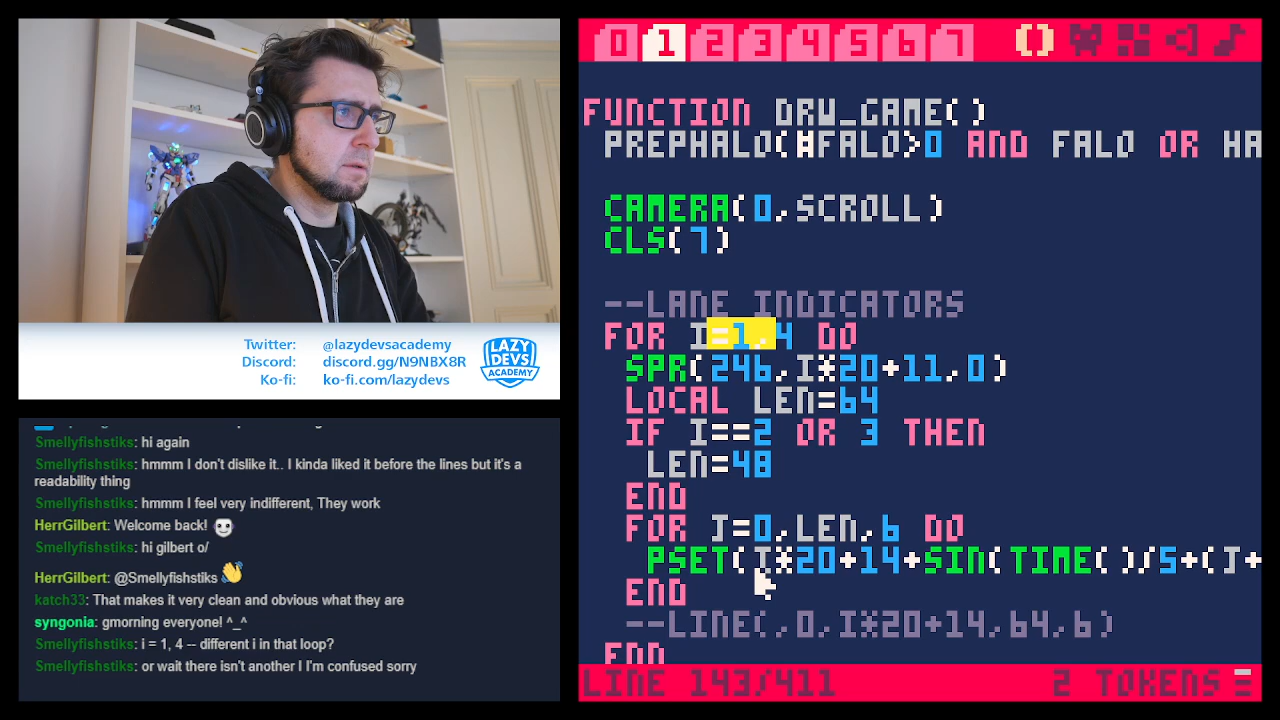 Twitter: @lazydevsacademy
Discord: discord.gg/N9NBX8R
Ko-fi: ko-fi.com/lazydevs
LAZY
DEVS
ACADEMY
Smellyfishstiks: hi again
Smellyfishstiks: hmmm I don't dislike it.. I kinda liked it before the lines but it's a
readability thing
Smellyfishstiks: hmmm I feel very indifferent, They work
HerrGilbert: Welcome back!
Smellyfishstiks: hi gilbert o/
HerrGilbert: @Smellyfishstiks
katch33: That makes it very clean and obvious what they are
syngonia: gmorning everyone! ^_^
Smellyfishstiks: i = 1, 4 -- different i in that loop?
Smellyfishstiks: or wait there isn't another I I'm confused sorry
0 1 2 3 4 5 6 7
FUNCTION DRW_GAME()
PREPHALO(#FALO>0 AND FALO OR HA
CAMERA(0,SCROLL)
CLS(7)
--LANE INDICATORS
FOR I=1,4 DO
SPR(246,I*20+11,0)
LOCAL LEN=64
IF I==2 OR 3 THEN
LEN=48
END
FOR J=0,LEN,6 DO
PSET(I*20+14+SIN(TIME()/5+(J+
END
--LINE(,0,I*20+14,64,6)
END
LINE 143/411 2 TOKENS